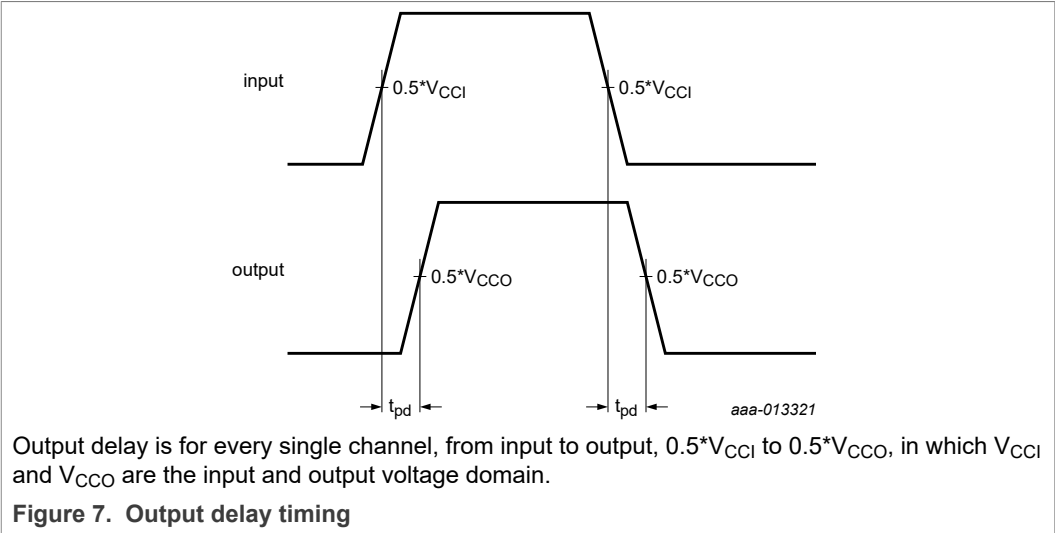 input
0.5*VCCI
0.5*VCCI
output
0.5*VCCO
0.5*VCCO
tpd
tpd
aaa-013321
Output delay is for every single channel, from input to output, 0.5*VCCI to 0.5*VCCO, in which VCCI
and VCCO are the input and output voltage domain.
Figure 7. Output delay timing